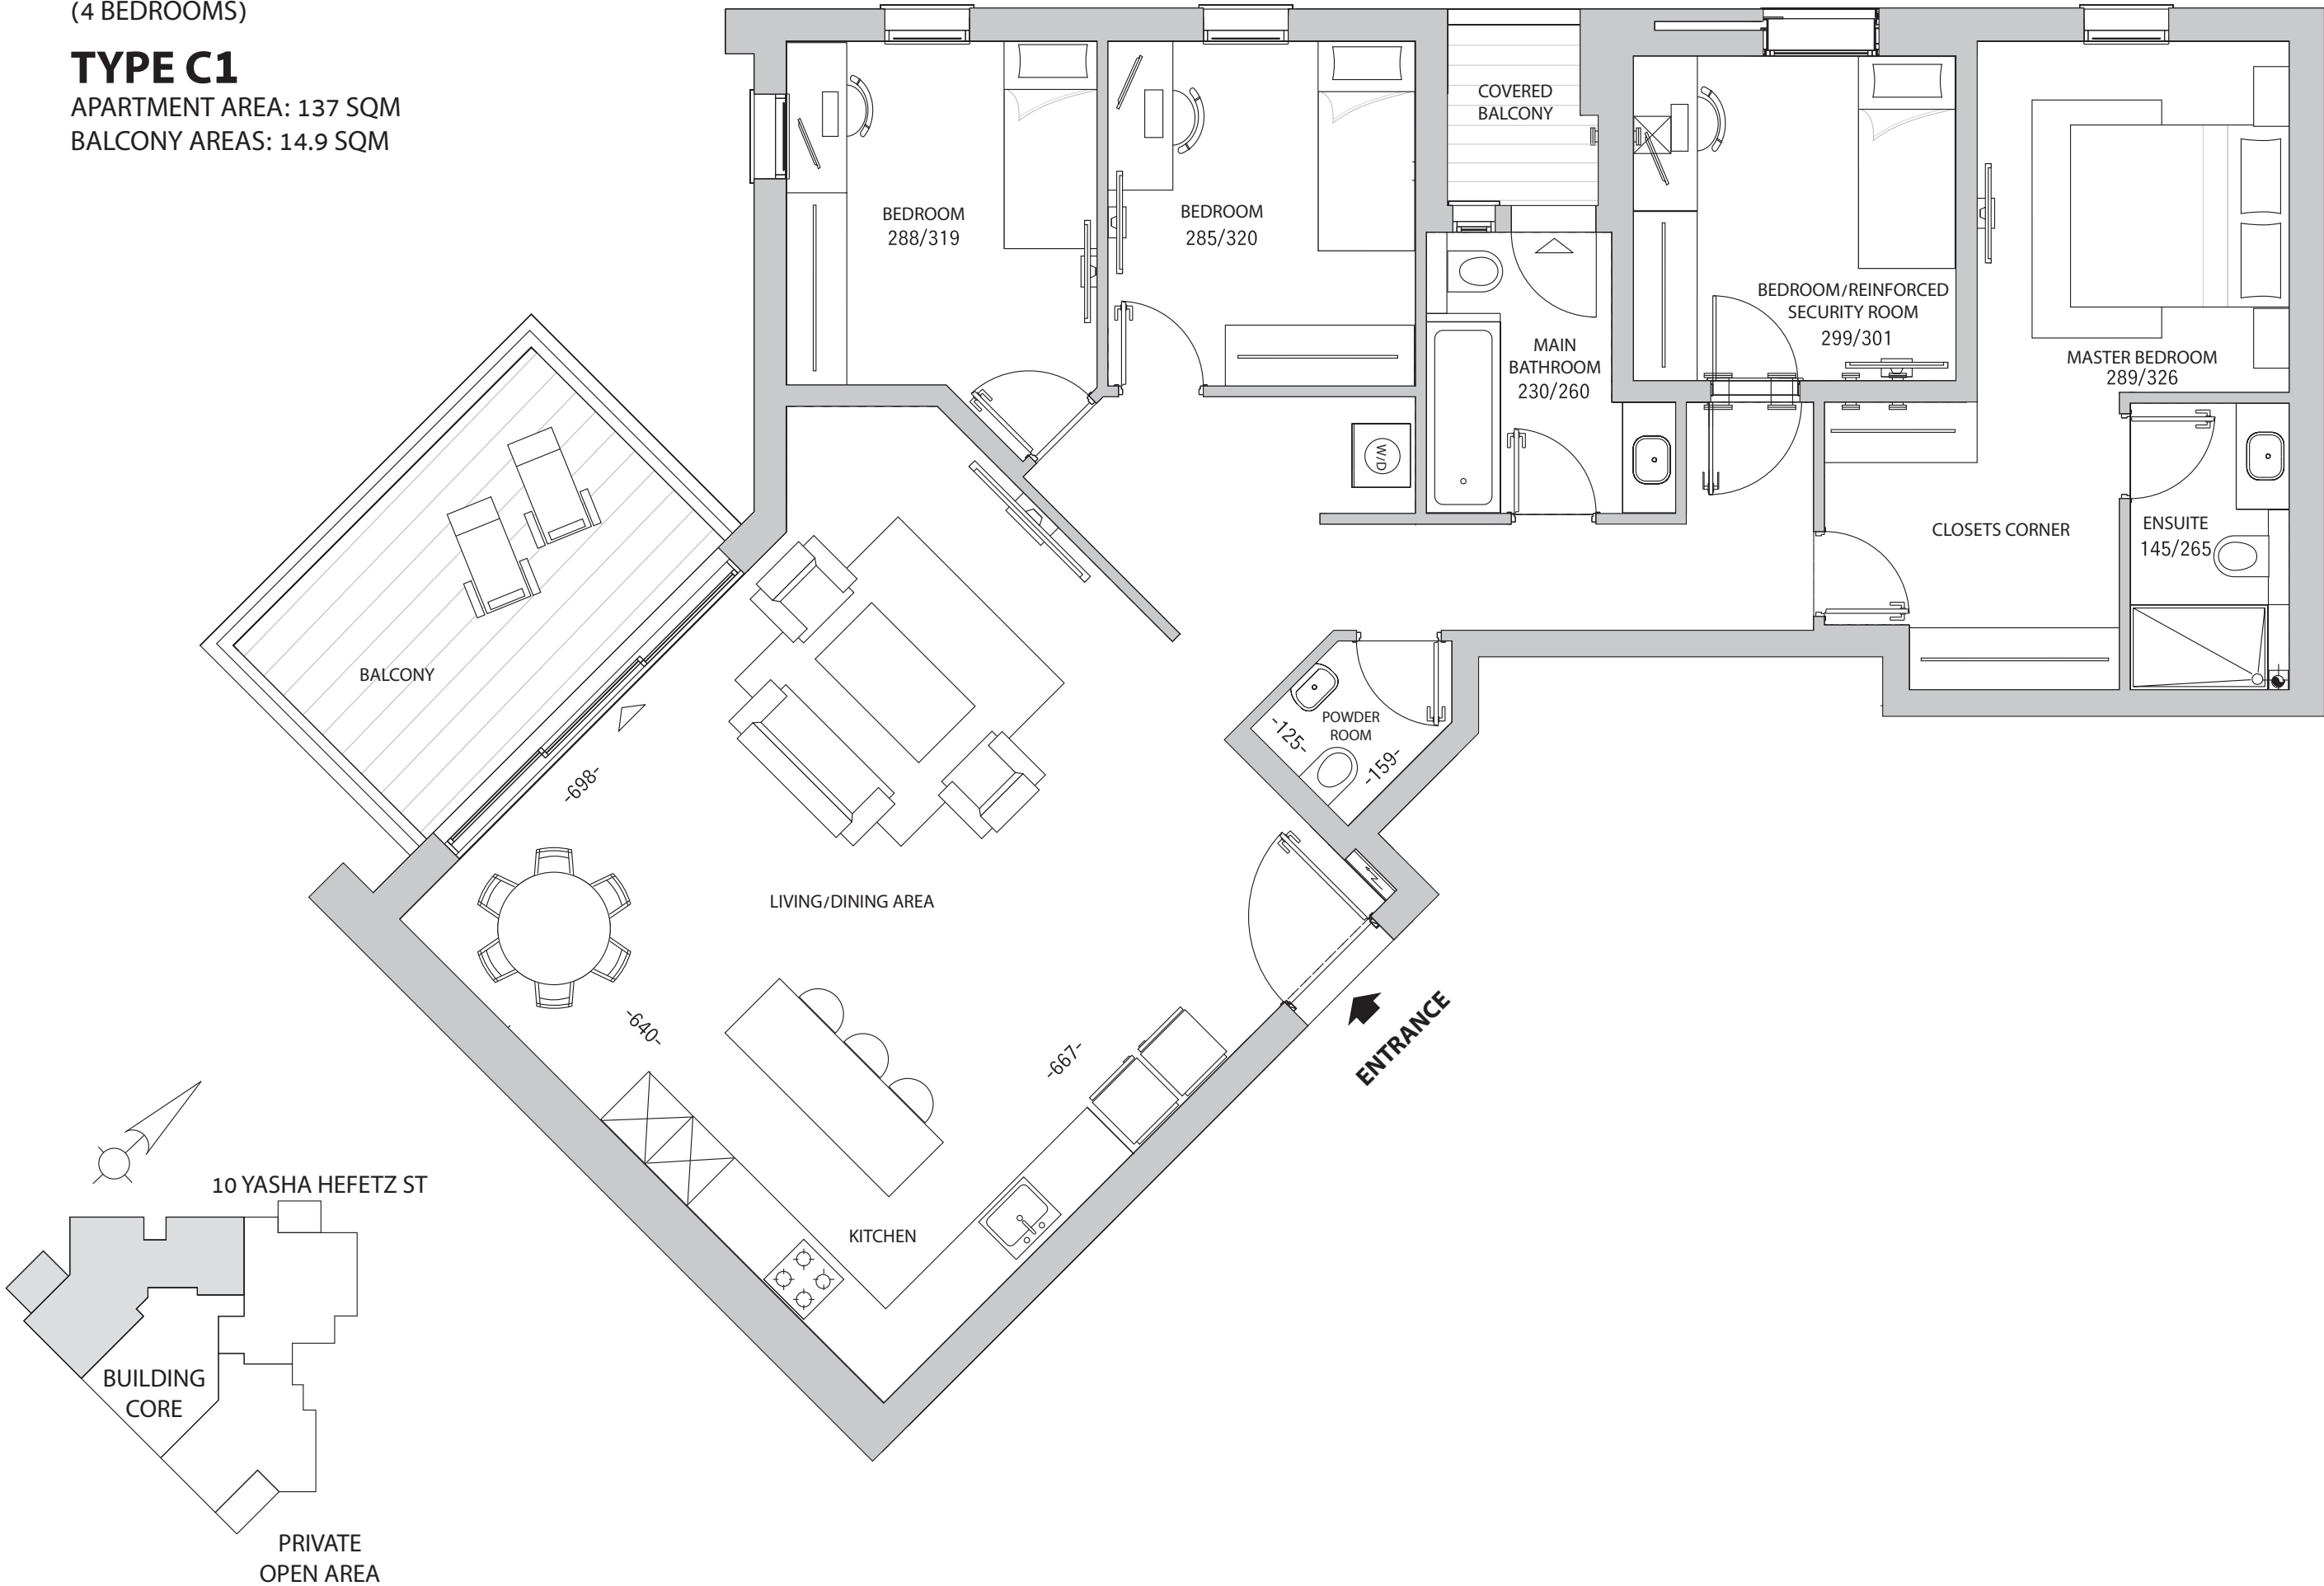 (4 BEDROOMS)
TYPE C1
APARTMENT AREA: 137 SQM
BALCONY AREAS: 14.9 SQM
BEDROOM
288/319
BEDROOM
285/320
COVERED
BALCONY
BEDROOM/REINFORCED
SECURITY ROOM
299/301
MASTER BEDROOM
289/326
MAIN
BATHROOM
230/260
W/D
CLOSETS CORNER
ENSUITE
145/265
BALCONY
-698-
POWDER
ROOM
-125-
-159-
LIVING/DINING AREA
-640-
-667-
ENTRANCE
KITCHEN
10 YASHA HEFETZ ST
BUILDING
CORE
PRIVATE
OPEN AREA